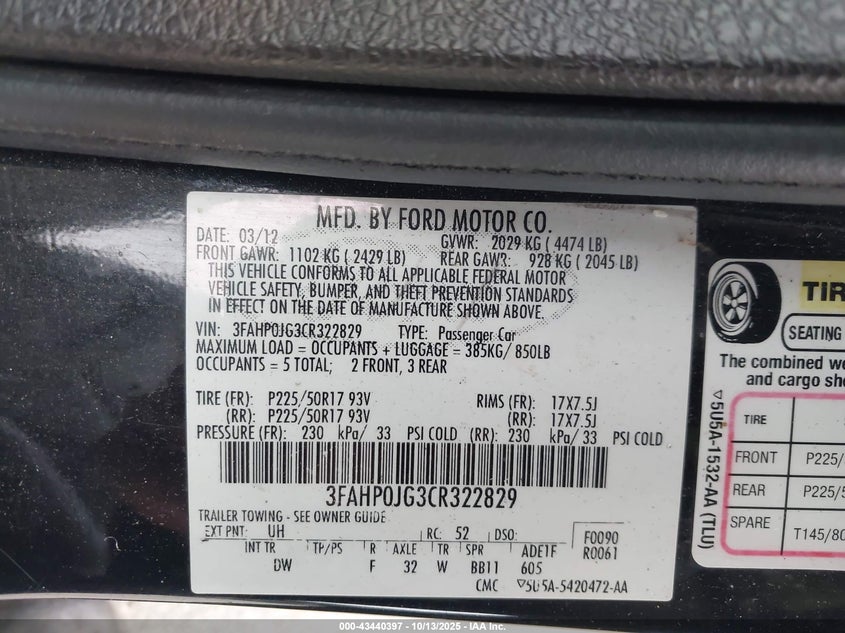 MFD. BY FORD MOTOR CO.
DATE: 03/12 GVWR: 2029 KG ( 4474 LB)
FRONT GAWR: 1102 KG ( 2429 LB) REAR GAWR: 928 KG ( 2045 LB)
THIS VEHICLE CONFORMS TO ALL APPLICABLE FEDERAL MOTOR
VEHICLE SAFETY, BUMPER, AND THEFT PREVENTION STANDARDS
IN EFFECT ON THE DATE OF MANUFACTURE SHOWN ABOVE.
VIN: 3FAHP0JG3CR322829 TYPE: Passenger Car
MAXIMUM LOAD = OCCUPANTS + LUGGAGE = 385KG/ 850LB
OCCUPANTS = 5 TOTAL; 2 FRONT, 3 REAR
TIRE (FR): P225/50R17 93V RIMS (FR): 17X7.5J
(RR): P225/50R17 93V (RR): 17X7.5J
PRESSURE (FR): 230 kPa/ 33 PSI COLD (RR): 230 kPa/ 33 PSI COLD
3FAHP0JG3CR322829
TRAILER TOWING - SEE OWNER GUIDE
EXT PNT: UH RC: 52 DSO: F0090
R0061
INT TR TP/PS R AXLE TR SPR ADE1F
DW F 32 W BB11 605
CMC ▽5U5A-5420472-AA
TIR
SEATING
The combined we
and cargo sho
TIRE
FRONT P225/
REAR P225/5
SPARE T145/80
▽5U5A-1532-AA (TLU)
000-43440397 - 10/13/2025 - IAA Inc.